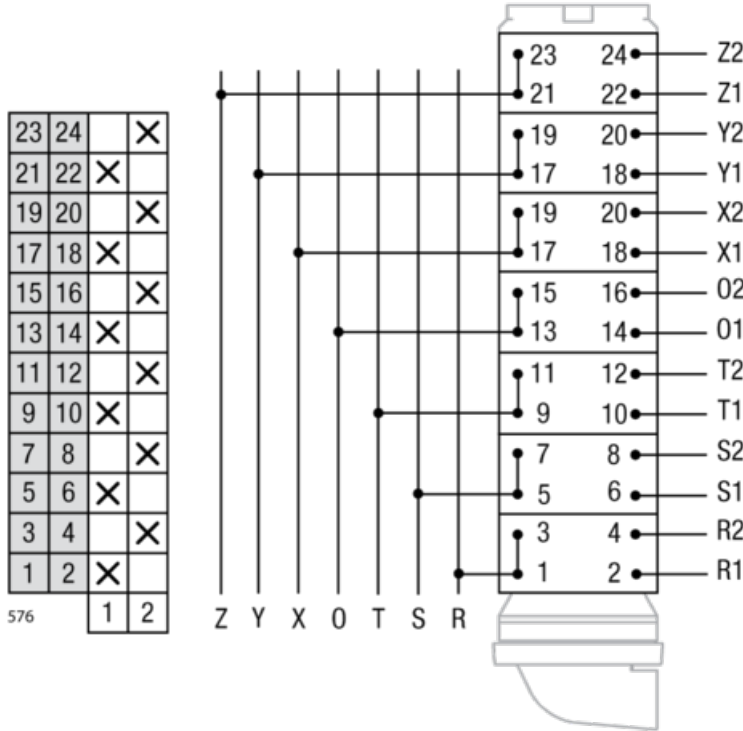 23 24
21 22
19 20
17 18
15 16
13 14
11 12
9 10
7 8
5 6
3 4
1 2
576
1 2
Z Y X 0 T S R
23 24 Z2
21 22 Z1
19 20 Y2
17 18 Y1
19 20 X2
17 18 X1
15 16 02
13 14 01
11 12 T2
9 10 T1
7 8 S2
5 6 S1
3 4 R2
1 2 R1